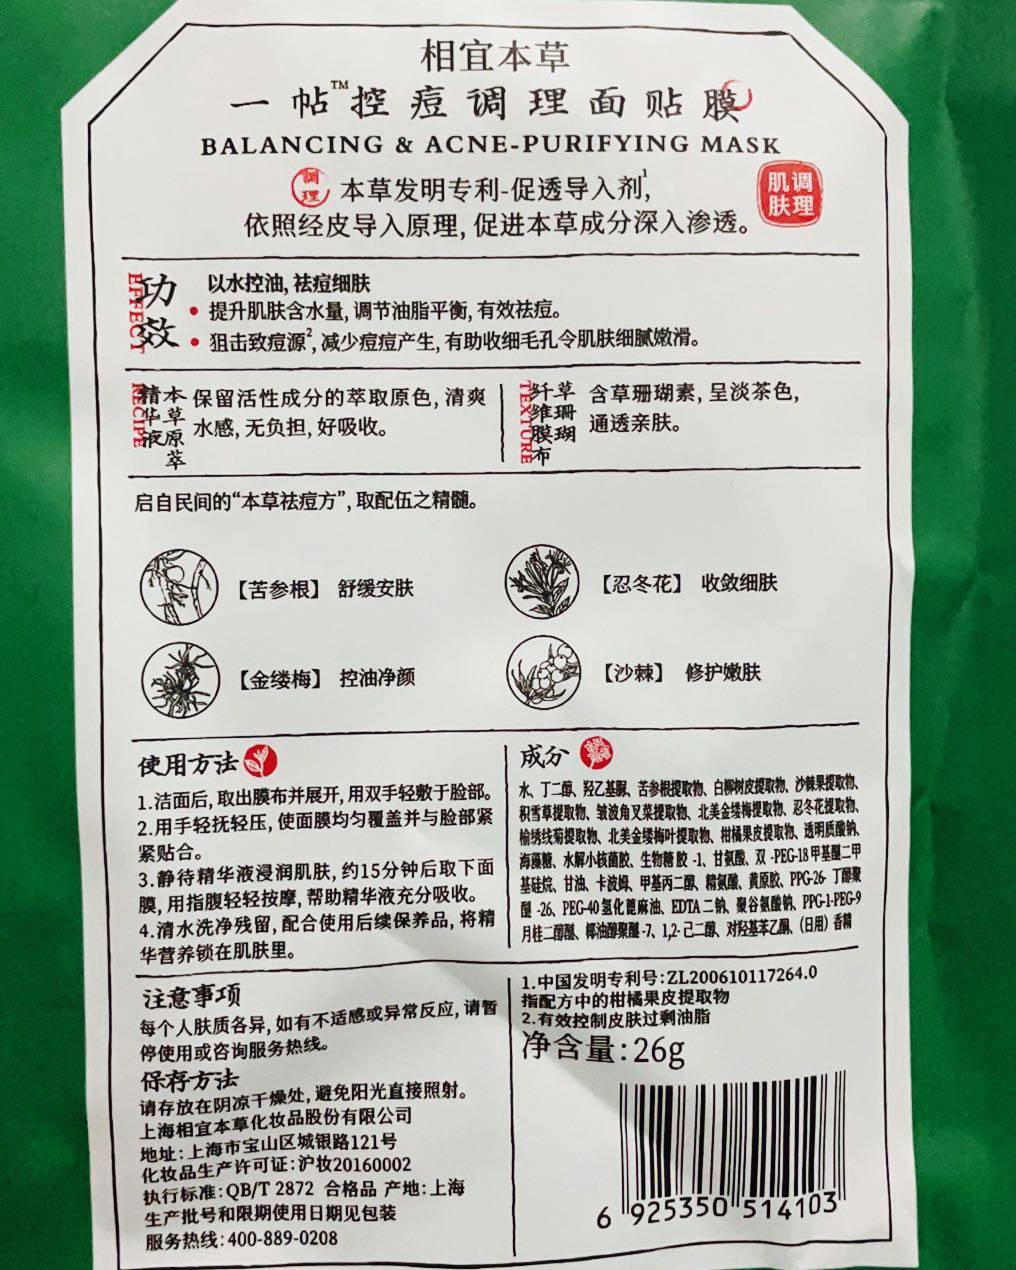 相宜本草
一帖™控痘调理面贴膜
BALANCING & ACNE-PURIFYING MASK
調理 本草发明专利-促透导入剂1,
依照经皮导入原理, 促进本草成分深入渗透。
肌肤调理
功效
EFFECT
以水控油, 祛痘细肤
• 提升肌肤含水量, 调节油脂平衡, 有效祛痘。
• 狙击致痘源2, 减少痘痘产生, 有助收细毛孔令肌肤细腻嫩滑。
本草原萃
精华液
RECIPE
保留活性成分的萃取原色, 清爽
水感, 无负担, 好吸收。
草珊瑚
纤维膜布
TEXTURE
含草珊瑚素, 呈淡茶色,
通透亲肤。
启自民间的“本草祛痘方”, 取配伍之精髓。
【苦参根】 舒缓安肤
【忍冬花】 收敛细肤
【金缕梅】 控油净颜
【沙棘】 修护嫩肤
使用方法
1.洁面后, 取出膜布并展开, 用双手轻敷于脸部。
2.用手轻抚轻压, 使面膜均匀覆盖并与脸部紧
紧贴合。
3.静待精华液浸润肌肤, 约15分钟后取下面
膜, 用指腹轻轻按摩, 帮助精华液充分吸收。
4.清水洗净残留, 配合使用后续保养品, 将精
华营养锁在肌肤里。
成分
水、丁二醇、羟乙基脲、苦参根提取物、白柳树皮提取物、沙棘果提取物、
积雪草提取物、皱波角叉菜提取物、北美金缕梅提取物、忍冬花提取物、
榆绣线菊提取物、北美金缕梅叶提取物、柑橘果皮提取物、透明质酸钠、
海藻糖、水解小核菌胶、生物糖胶-1、甘氨酸、双-PEG-18 甲基醚二甲
基硅烷、甘油、卡波姆、甲基丙二醇、精氨酸、黄原胶、PPG-26- 丁醇聚
醚 -26、PEG-40 氢化蓖麻油、EDTA 二钠、聚谷氨酸钠、PPG-1-PEG-9
月桂二醇醚、椰油醇聚醚-7、1,2-己二醇、对羟基苯乙酮、(日用) 香精
注意事项
每个人肤质各异, 如有不适感或异常反应, 请暂
停使用或咨询服务热线。
保存方法
请存放在阴凉干燥处, 避免阳光直接照射。
上海相宜本草化妆品股份有限公司
地址: 上海市宝山区城银路121号
化妆品生产许可证: 沪妆20160002
执行标准: QB/T 2872 合格品 产地: 上海
生产批号和限期使用日期见包装
服务热线: 400-889-0208
1.中国发明专利号: ZL200610117264.0
指配方中的柑橘果皮提取物
2.有效控制皮肤过剩油脂
净含量: 26g
6 925350 514103